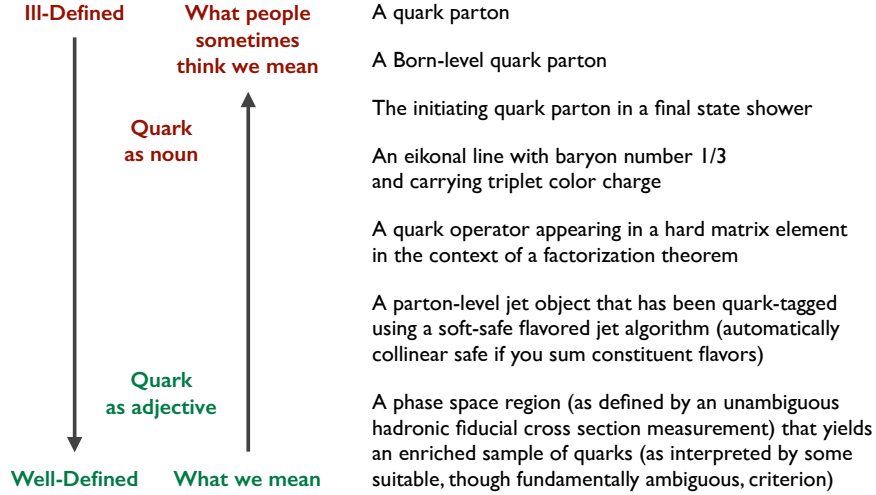 Ill-Defined
What people
sometimes
think we mean
Quark
as noun
Quark
as adjective
Well-Defined
What we mean
A quark parton
A Born-level quark parton
The initiating quark parton in a final state shower
An eikonal line with baryon number 1/3
and carrying triplet color charge
A quark operator appearing in a hard matrix element
in the context of a factorization theorem
A parton-level jet object that has been quark-tagged
using a soft-safe flavored jet algorithm (automatically
collinear safe if you sum constituent flavors)
A phase space region (as defined by an unambiguous
hadronic fiducial cross section measurement) that yields
an enriched sample of quarks (as interpreted by some
suitable, though fundamentally ambiguous, criterion)